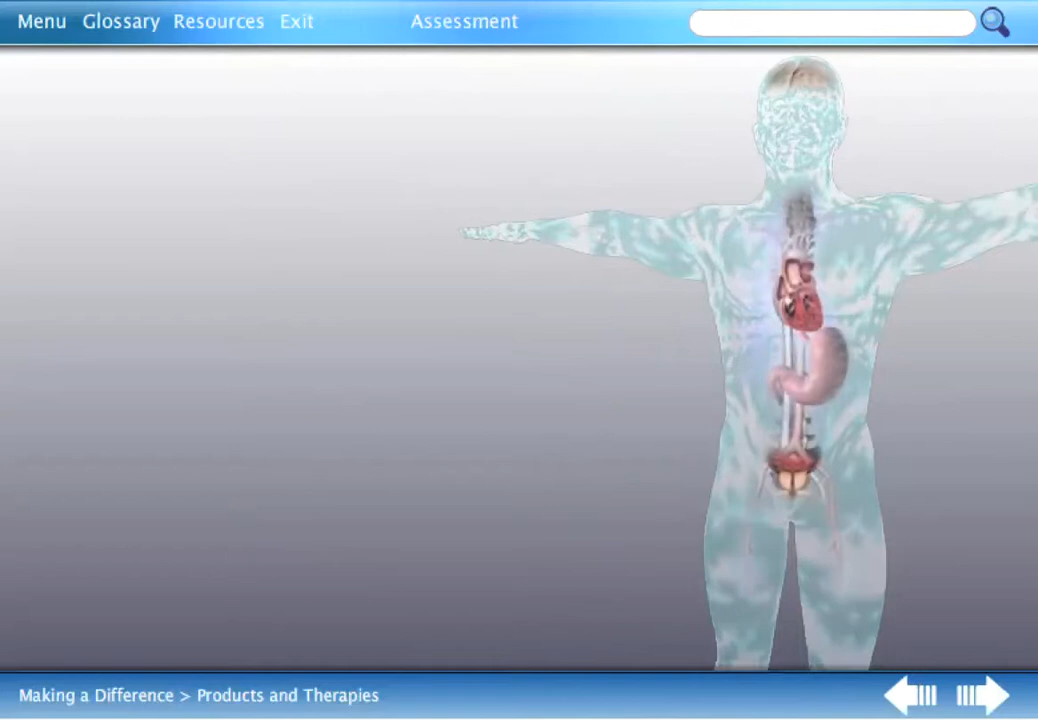 Menu Glossary Resources Exit Assessment
Making a Difference > Products and Therapies